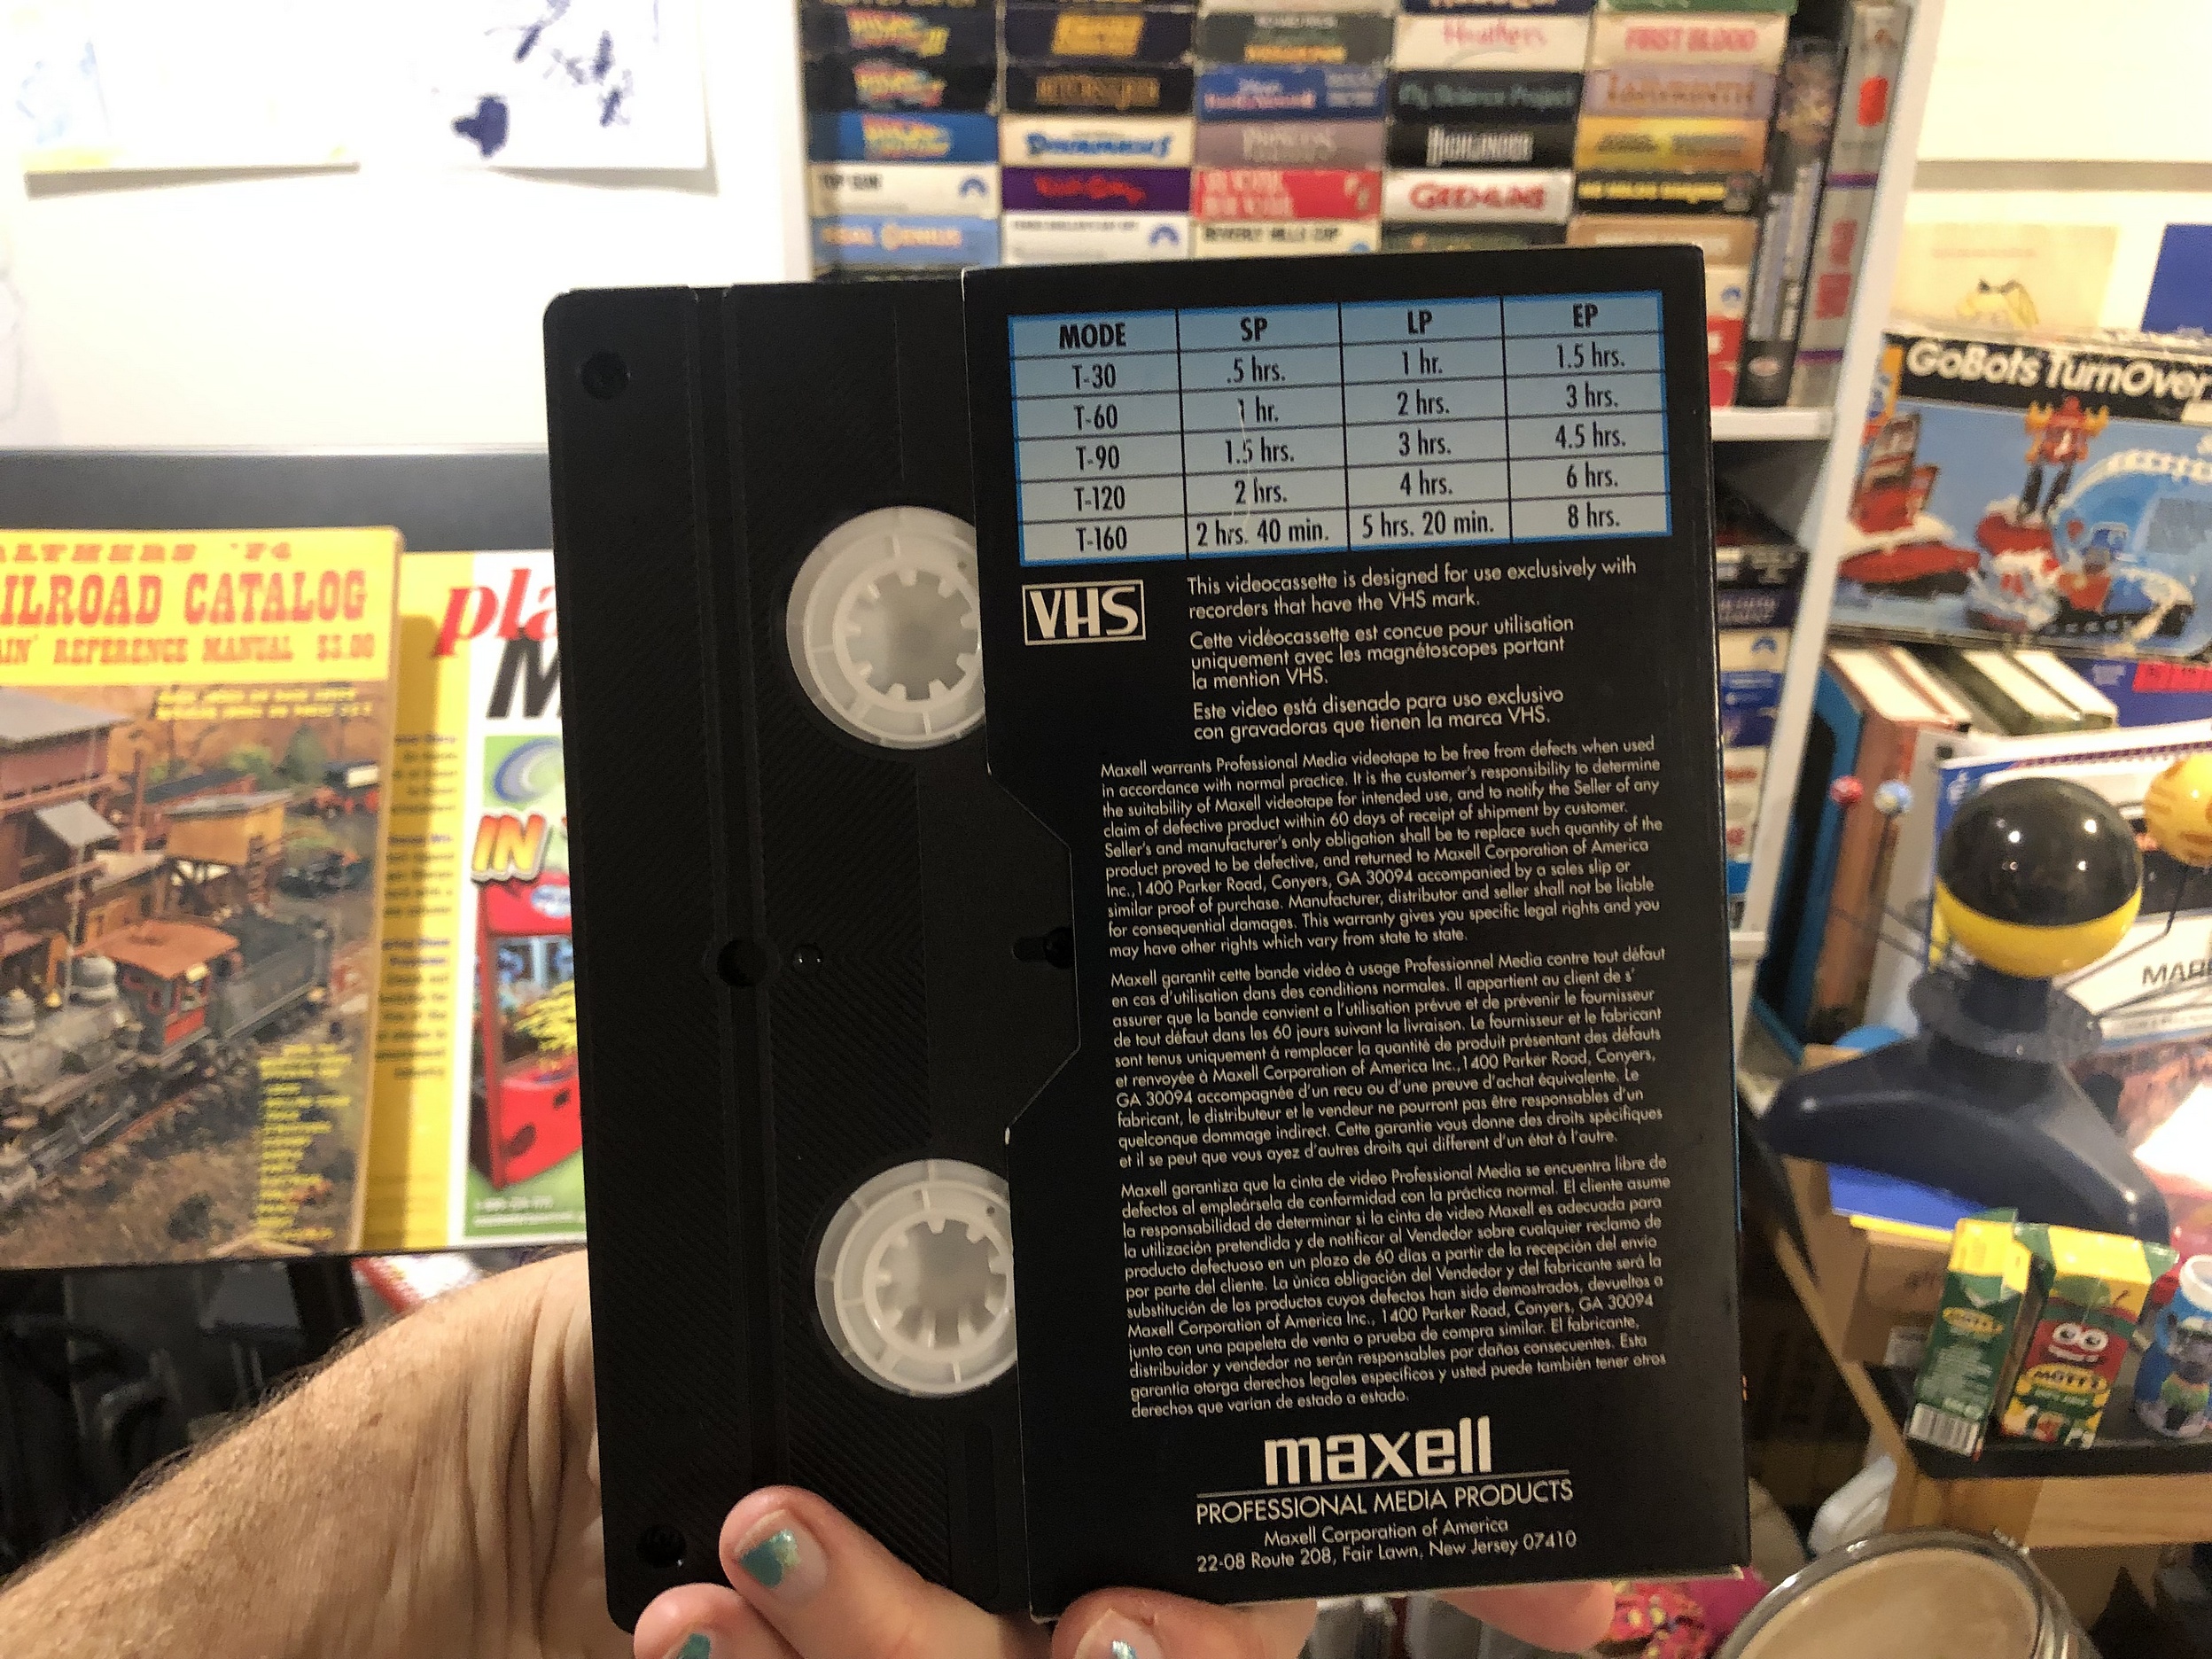 Heathers
FIRST BLOOD
My Science Project
HIGHLANDER
TOP GUN
GREMLINS
REAL GENIUS
BEVERLY HILLS COP
GoBots TurnOver
'74
ILROAD CATALOG
REFERENCE MANUAL $3.00
pla
M
IN
MODE SP LP EP
T-30 .5 hrs. 1 hr. 1.5 hrs.
T-60 1 hr. 2 hrs. 3 hrs.
T-90 1.5 hrs. 3 hrs. 4.5 hrs.
T-120 2 hrs. 4 hrs. 6 hrs.
T-160 2 hrs. 40 min. 5 hrs. 20 min. 8 hrs.
VHS
This videocassette is designed for use exclusively with
recorders that have the VHS mark.
Cette vidéocassette est concue pour utilisation
uniquement avec les magnétoscopes portant
la mention VHS.
Este video está disenado para uso exclusivo
con gravadoras que tienen la marca VHS.
Maxell warrants Professional Media videotape to be free from defects when used
in accordance with normal practice. It is the customer's responsibility to determine
the suitability of Maxell videotape for intended use, and to notify the Seller of any
claim of defective product within 60 days of receipt of shipment by customer.
Seller's and manufacturer's only obligation shall be to replace such quantity of the
product proved to be defective, and returned to Maxell Corporation of America
Inc.,1400 Parker Road, Conyers, GA 30094 accompanied by a sales slip or
similar proof of purchase. Manufacturer, distributor and seller shall not be liable
for consequential damages. This warranty gives you specific legal rights and you
may have other rights which vary from state to state.
Maxell garantit cette bande vidéo à usage Professionnel Media contre tout défaut
en cas d'utilisation dans des conditions normales. Il appartient au client de s'
assurer que la bande convient a l'utilisation prévue et de prévenir le fournisseur
de tout défaut dans les 60 jours suivant la livraison. Le fournisseur et le fabricant
sont tenus uniquement á remplacer la quantité de produit présentant des défauts
et renvoyée à Maxell Corporation of America Inc.,1400 Parker Road, Conyers,
GA 30094 accompagnée d'un recu ou d'une preuve d'achat équivalente. Le
fabricant, le distributeur et le vendeur ne pourront pas être responsables d'un
quelconque dommage indirect. Cette garantie vous donne des droits spécifiques
et il se peut que vous ayez d'autres droits qui different d'un état á l'autre.
Maxell garantiza que la cinta de video Professional Media se encuentra libre de
defectos al empleársela de conformidad con la práctica normal. El cliente asume
la responsabilidad de determinar si la cinta de video Maxell es adecuada para
la utilización pretendida y de notificar al Vendedor sobre cualquier reclamo de
producto defectuoso en un plazo de 60 días a partir de la recepción del envio
por parte del cliente. La única obligación del Vendedor y del fabricante será la
substitución de los productos cuyos defectos han sido demostrados, devueltos a
Maxell Corporation of America Inc., 1400 Parker Road, Conyers, GA 30094
junto con una papeleta de venta o prueba de compra similar. El fabricante,
distribuidor y vendedor no serán responsables por daños consecuentes. Esta
garantía otorga derechos legales específicos y usted puede también tener otros
derechos que varían de estado a estado.
maxell
PROFESSIONAL MEDIA PRODUCTS
Maxell Corporation of America
22-08 Route 208, Fair Lawn, New Jersey 07410
MOTT'S